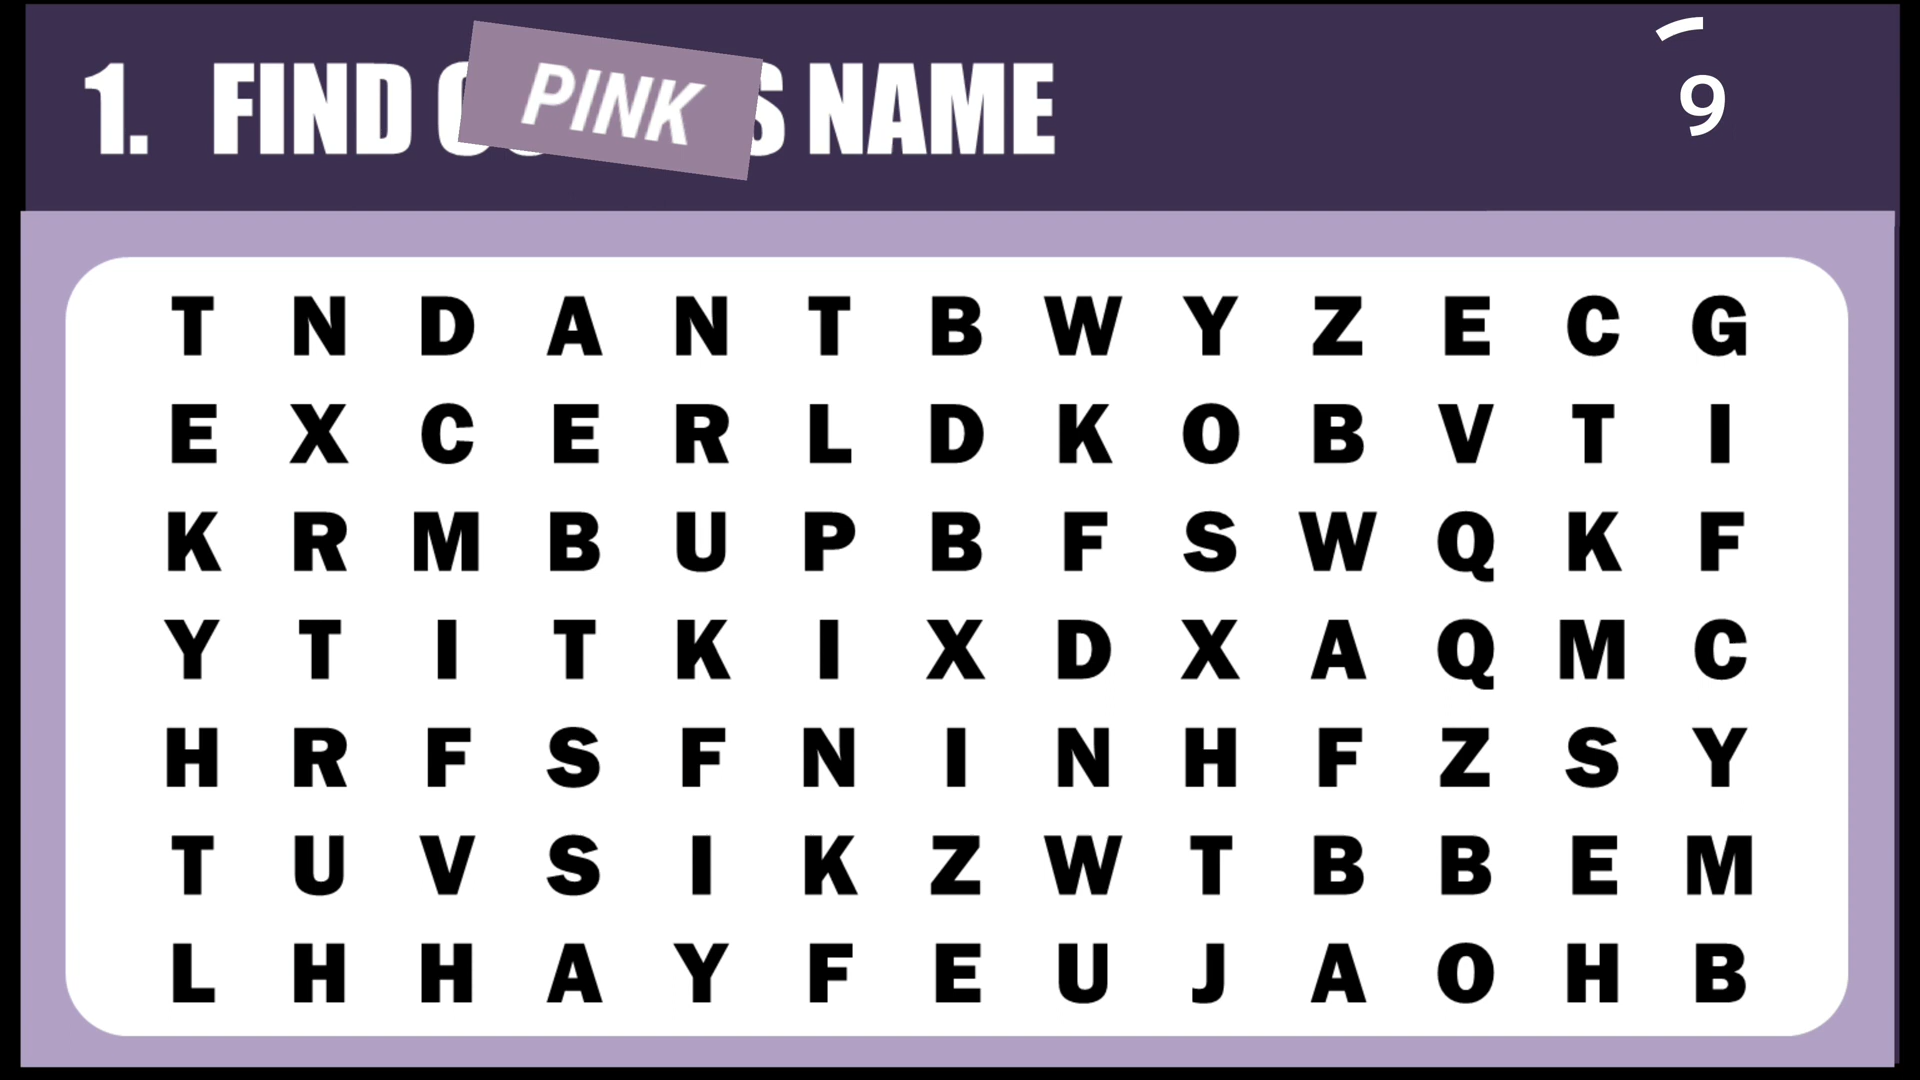 1. FIND NAME
PINK
9
T N D A N T B W Y Z E C G
E X C E R L D K O B V T I
K R M B U P B F S W Q K F
Y T I T K I X D X A Q M C
H R F S F N I N H F Z S Y
T U V S I K Z W T B B E M
L H H A Y F E U J A O H B